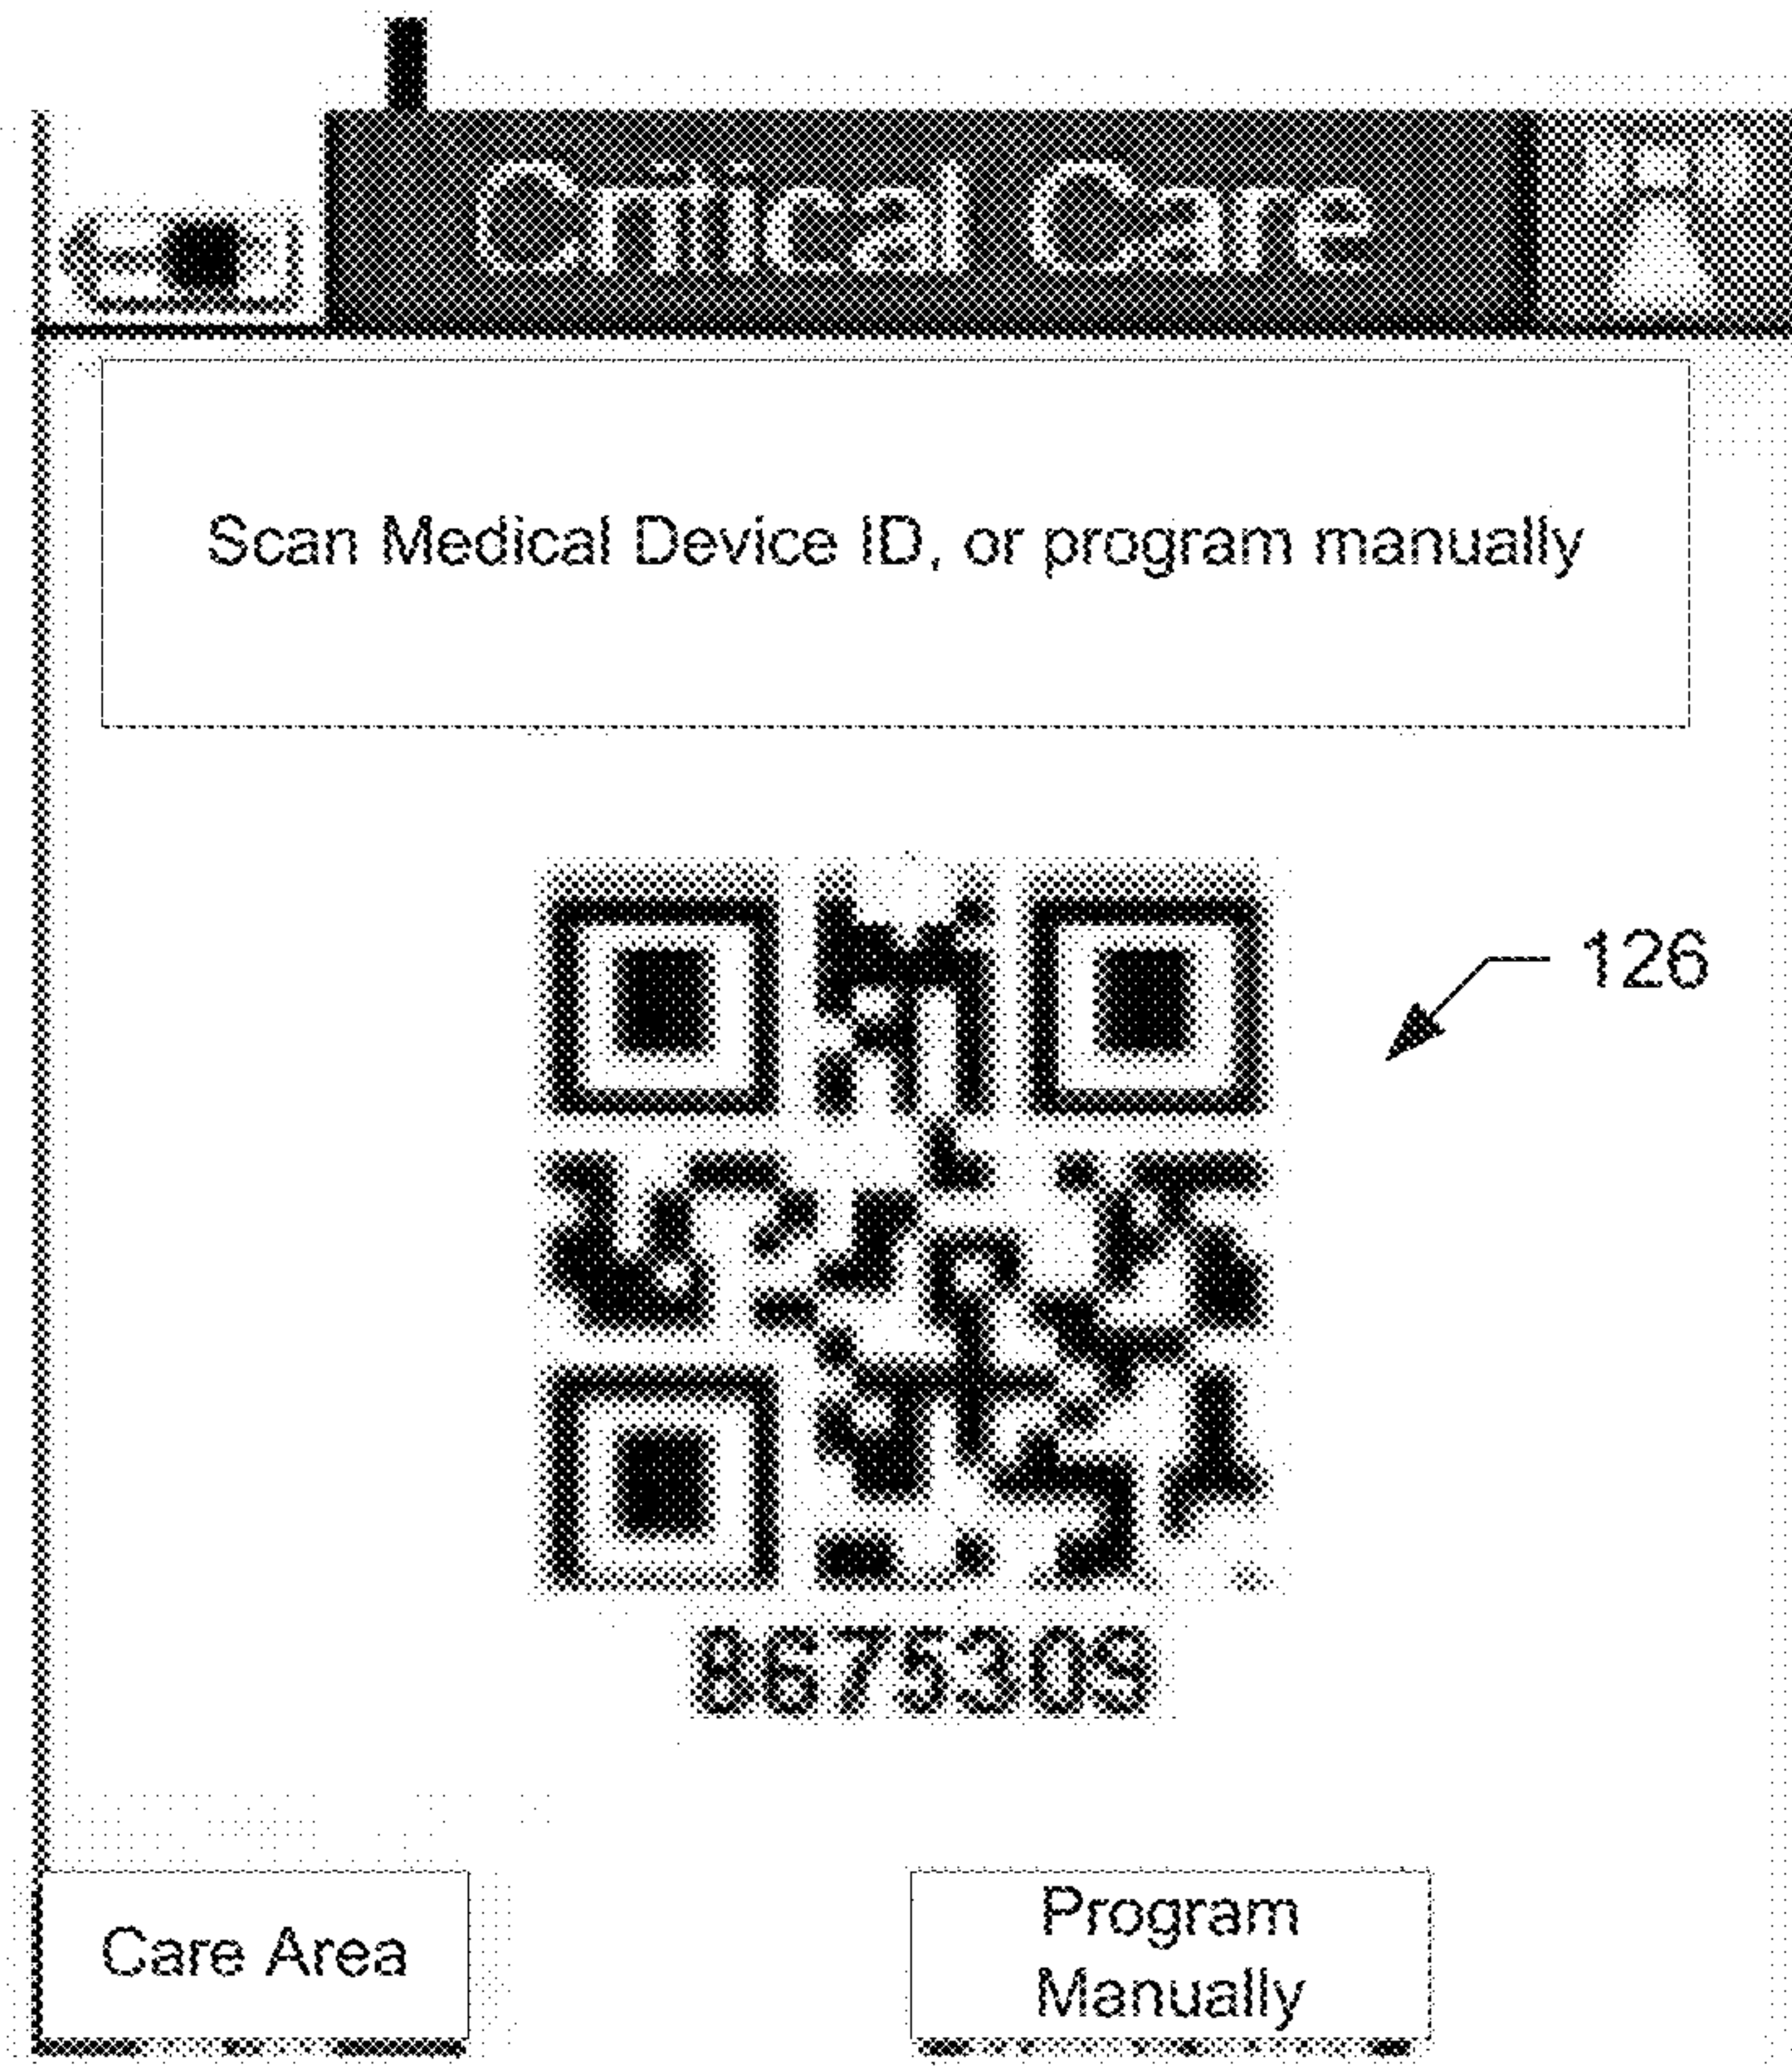 Critical Care
Scan Medical Device ID, or program manually
126
8675309
Care Area
Program
Manually